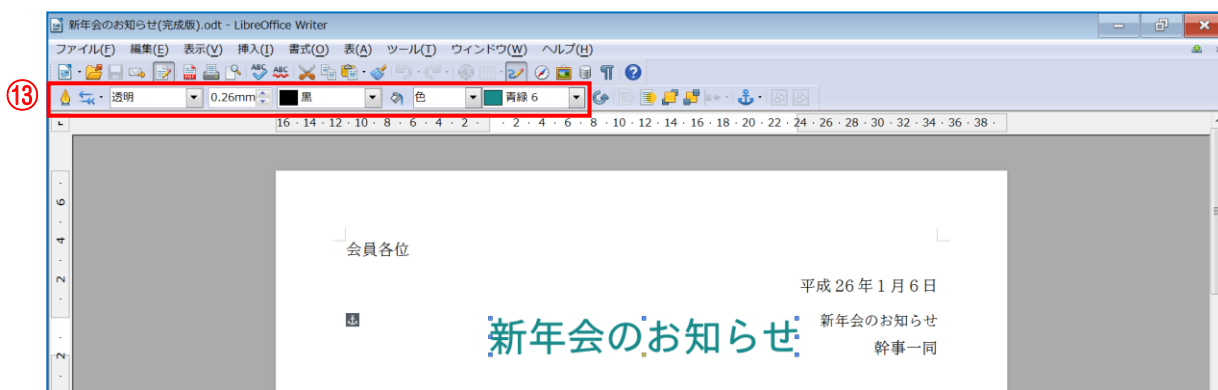 新年会のお知らせ(完成版).odt - LibreOffice Writer
ファイル(F) 編集(E) 表示(V) 挿入(I) 書式(O) 表(A) ツール(T) ウィンドウ(W) ヘルプ(H)
⑬ 透明 0.26mm 黒 色 青緑 6
16 · 14 · 12 · 10 · 8 · 6 · 4 · 2 · · 2 · 4 · 6 · 8 · 10 · 12 · 14 · 16 · 18 · 20 · 22 · 24 · 26 · 28 · 30 · 32 · 34 · 36 · 38 ·
6
4
2
2
会員各位
平成 26 年 1 月 6 日
新年会のお知らせ
新年会のお知らせ
幹事一同